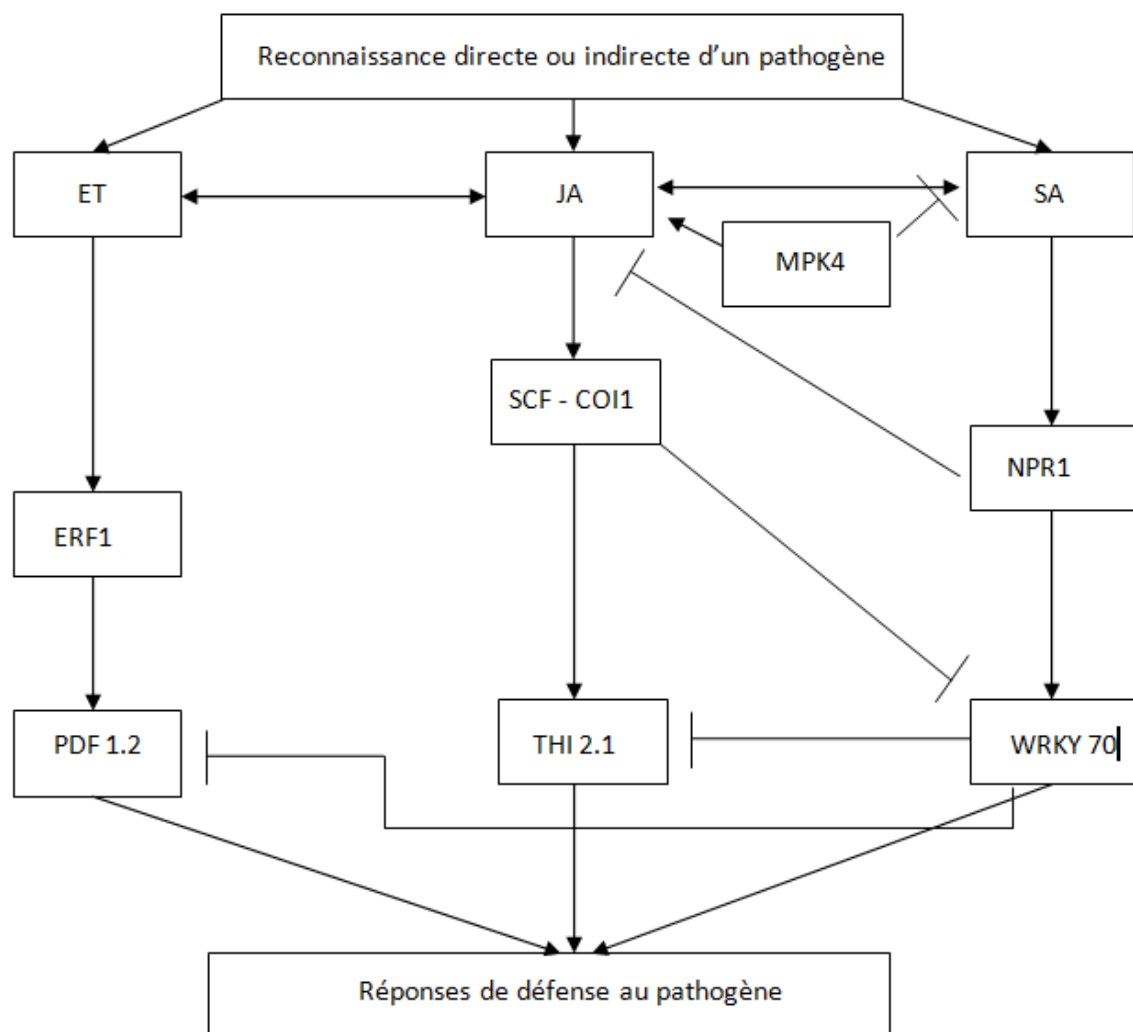 Reconnaissance directe ou indirecte d'un pathogène
ET
JA
SA
MPK4
SCF - COI1
NPR1
ERF1
PDF 1.2
THI 2.1
WRKY 70
Réponses de défense au pathogène